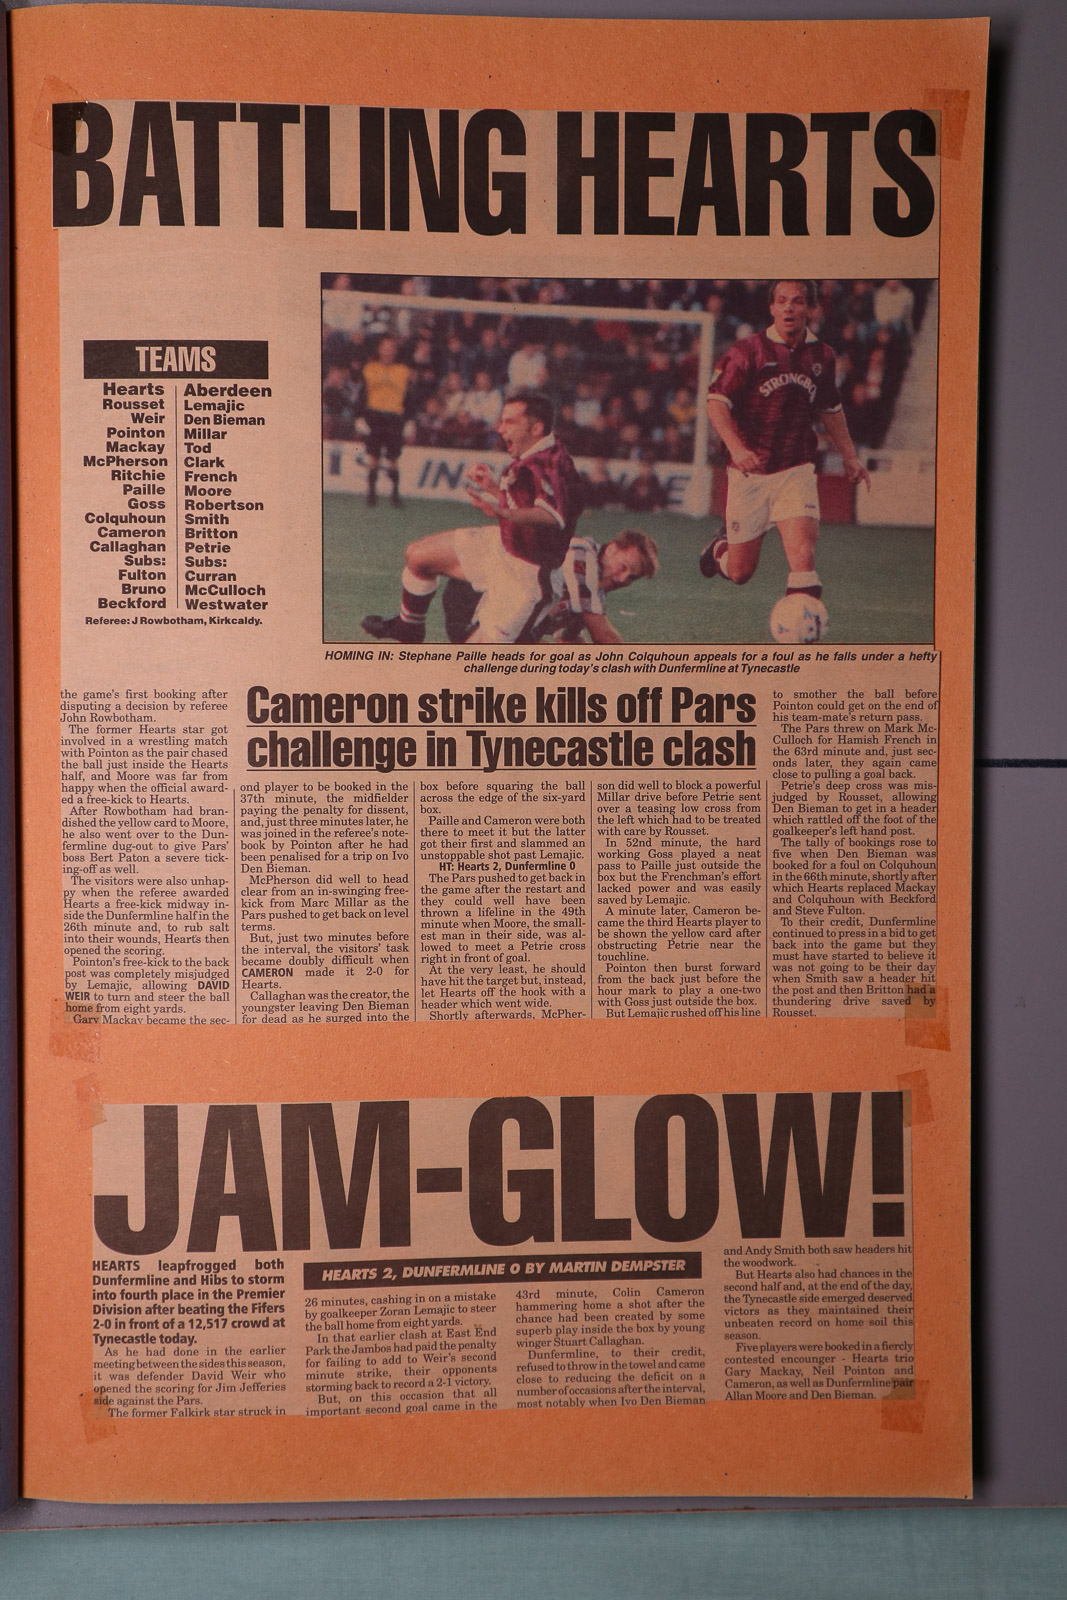 BATTLING HEARTS
TEAMS
Hearts
Rousset
Weir
Pointon
Mackay
McPherson
Ritchie
Paille
Goss
Colquhoun
Cameron
Callaghan
Subs:
Fulton
Bruno
Beckford
Aberdeen
Lemajic
Den Bieman
Millar
Tod
Clark
French
Moore
Robertson
Smith
Britton
Petrie
Subs:
Curran
McCulloch
Westwater
Referee: J Rowbotham, Kirkcaldy.
STRONGBO
HOMING IN: Stephane Paille heads for goal as John Colquhoun appeals for a foul as he falls under a hefty
challenge during today's clash with Dunfermline at Tynecastle
Cameron strike kills off Pars
challenge in Tynecastle clash
the game's first booking after
disputing a decision by referee
John Rowbotham.
The former Hearts star got
involved in a wrestling match
with Pointon as the pair chased
the ball just inside the Hearts
half, and Moore was far from
happy when the official award-
ed a free-kick to Hearts.
After Rowbotham had bran-
dished the yellow card to Moore,
he also went over to the Dun-
fermline dug-out to give Pars'
boss Bert Paton a severe tick-
ing-off as well.
The visitors were also unhap-
py when the referee awarded
Hearts a free-kick midway in-
side the Dunfermline half in the
26th minute and, to rub salt
into their wounds, Hearts then
opened the scoring.
Pointon's free-kick to the back
post was completely misjudged
by Lemajic, allowing DAVID
WEIR to turn and steer the ball
home from eight yards.
Gary Mackay became the sec-
ond player to be booked in the
37th minute, the midfielder
paying the penalty for dissent,
and, just three minutes later, he
was joined in the referee's note-
book by Pointon after he had
been penalised for a trip on Ivo
Den Bieman.
McPherson did well to head
clear from an in-swinging free-
kick from Marc Millar as the
Pars pushed to get back on level
terms.
But, just two minutes before
the interval, the visitors' task
became doubly difficult when
CAMERON made it 2-0 for
Hearts.
Callaghan was the creator, the
youngster leaving Den Bieman
for dead as he surged into the
box before squaring the ball
across the edge of the six-yard
box.
Paille and Cameron were both
there to meet it but the latter
got their first and slammed an
unstoppable shot past Lemajic.
HT: Hearts 2, Dunfermline 0
The Pars pushed to get back in
the game after the restart and
they could well have been
thrown a lifeline in the 49th
minute when Moore, the small-
est man in their side, was al-
lowed to meet a Petrie cross
right in front of goal.
At the very least, he should
have hit the target but, instead,
let Hearts off the hook with a
header which went wide.
Shortly afterwards, McPher-
son did well to block a powerful
Millar drive before Petrie sent
over a teasing low cross from
the left which had to be treated
with care by Rousset.
In 52nd minute, the hard
working Goss played a neat
pass to Paille just outside the
box but the Frenchman's effort
lacked power and was easily
saved by Lemajic.
A minute later, Cameron be-
came the third Hearts player to
be shown the yellow card after
obstructing Petrie near the
touchline.
Pointon then burst forward
from the back just before the
hour mark to play a one-two
with Goss just outside the box.
But Lemajic rushed off his line
to smother the ball before
Pointon could get on the end of
his team-mate's return pass.
The Pars threw on Mark Mc-
Culloch for Hamish French in
the 63rd minute and, just sec-
onds later, they again came
close to pulling a goal back.
Petrie's deep cross was mis-
judged by Rousset, allowing
Den Bieman to get in a header
which rattled off the foot of the
goalkeeper's left hand post.
The tally of bookings rose to
five when Den Bieman was
booked for a foul on Colquhoun
in the 66th minute, shortly after
which Hearts replaced Mackay
and Colquhoun with Beckford
and Steve Fulton.
To their credit, Dunfermline
continued to press in a bid to get
back into the game but they
must have started to believe it
was not going to be their day
when Smith saw a header hit
the post and then Britton had a
thundering drive saved by
Rousset.
JAM-GLOW!
HEARTS leapfrogged both
Dunfermline and Hibs to storm
into fourth place in the Premier
Division after beating the Fifers
2-0 in front of a 12,517 crowd at
Tynecastle today.
As he had done in the earlier
meeting between the sides this season,
it was defender David Weir who
opened the scoring for Jim Jefferies
side against the Pars.
The former Falkirk star struck in
HEARTS 2, DUNFERMLINE 0 BY MARTIN DEMPSTER
26 minutes, cashing in on a mistake
by goalkeeper Zoran Lemajic to steer
the ball home from eight yards.
In that earlier clash at East End
Park the Jambos had paid the penalty
for failing to add to Weir's second
minute strike, their opponents
storming back to record a 2-1 victory.
But, on this occasion that all
important second goal came in the
43rd minute, Colin Cameron
hammering home a shot after the
chance had been created by some
superb play inside the box by young
winger Stuart Callaghan.
Dunfermline, to their credit,
refused to throw in the towel and came
close to reducing the deficit on a
number of occasions after the interval,
most notably when Ivo Den Bieman
and Andy Smith both saw headers hit
the woodwork.
But Hearts also had chances in the
second half and, at the end of the day,
the Tynecastle side emerged deserved
victors as they maintained their
unbeaten record on home soil this
season.
Five players were booked in a fiercly
contested encounger - Hearts trio
Gary Mackay, Neil Pointon and
Cameron, as well as Dunfermline pair
Allan Moore and Den Bieman.